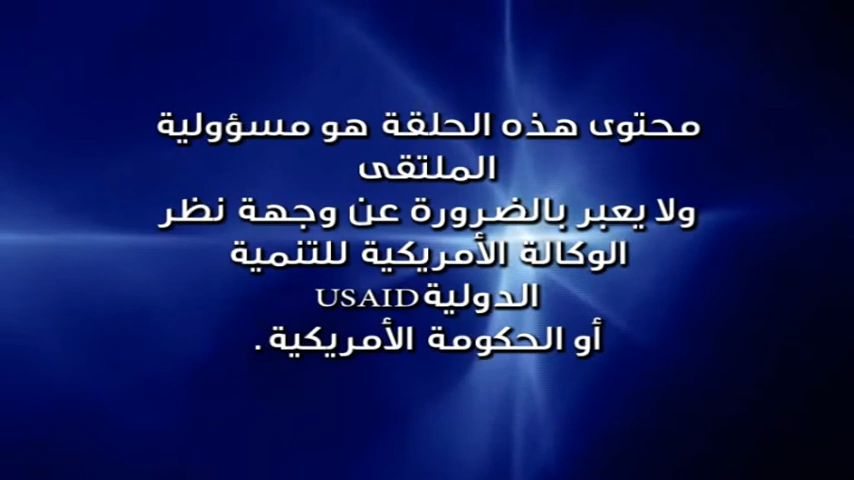 محتوى هذه الحلقة هو مسؤولية
الملتقى
ولا يعبر بالضرورة عن وجهة نظر
الوكالة الأمريكية للتنمية
الدولية USAID
أو الحكومة الأمريكية .